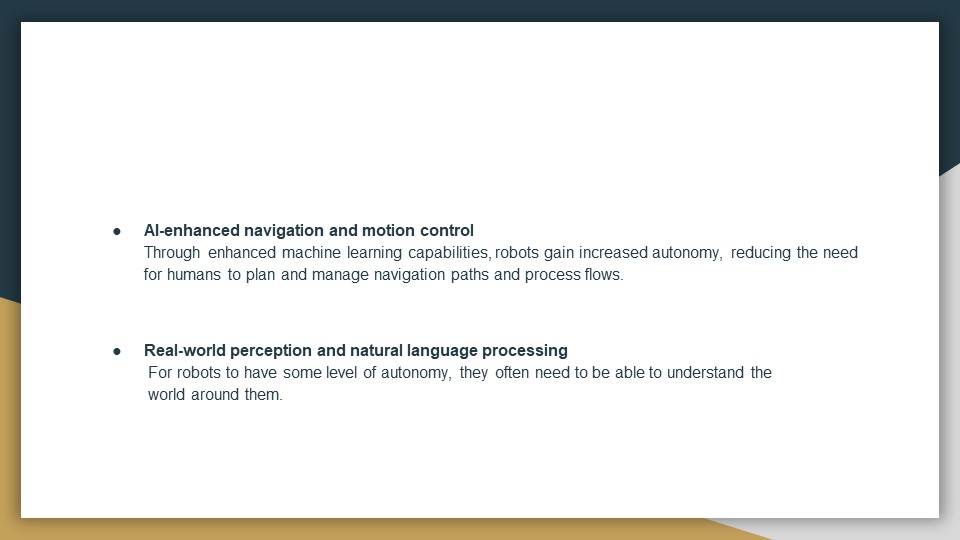 ● AI-enhanced navigation and motion control
Through enhanced machine learning capabilities, robots gain increased autonomy, reducing the need
for humans to plan and manage navigation paths and process flows.
● Real-world perception and natural language processing
For robots to have some level of autonomy, they often need to be able to understand the
world around them.